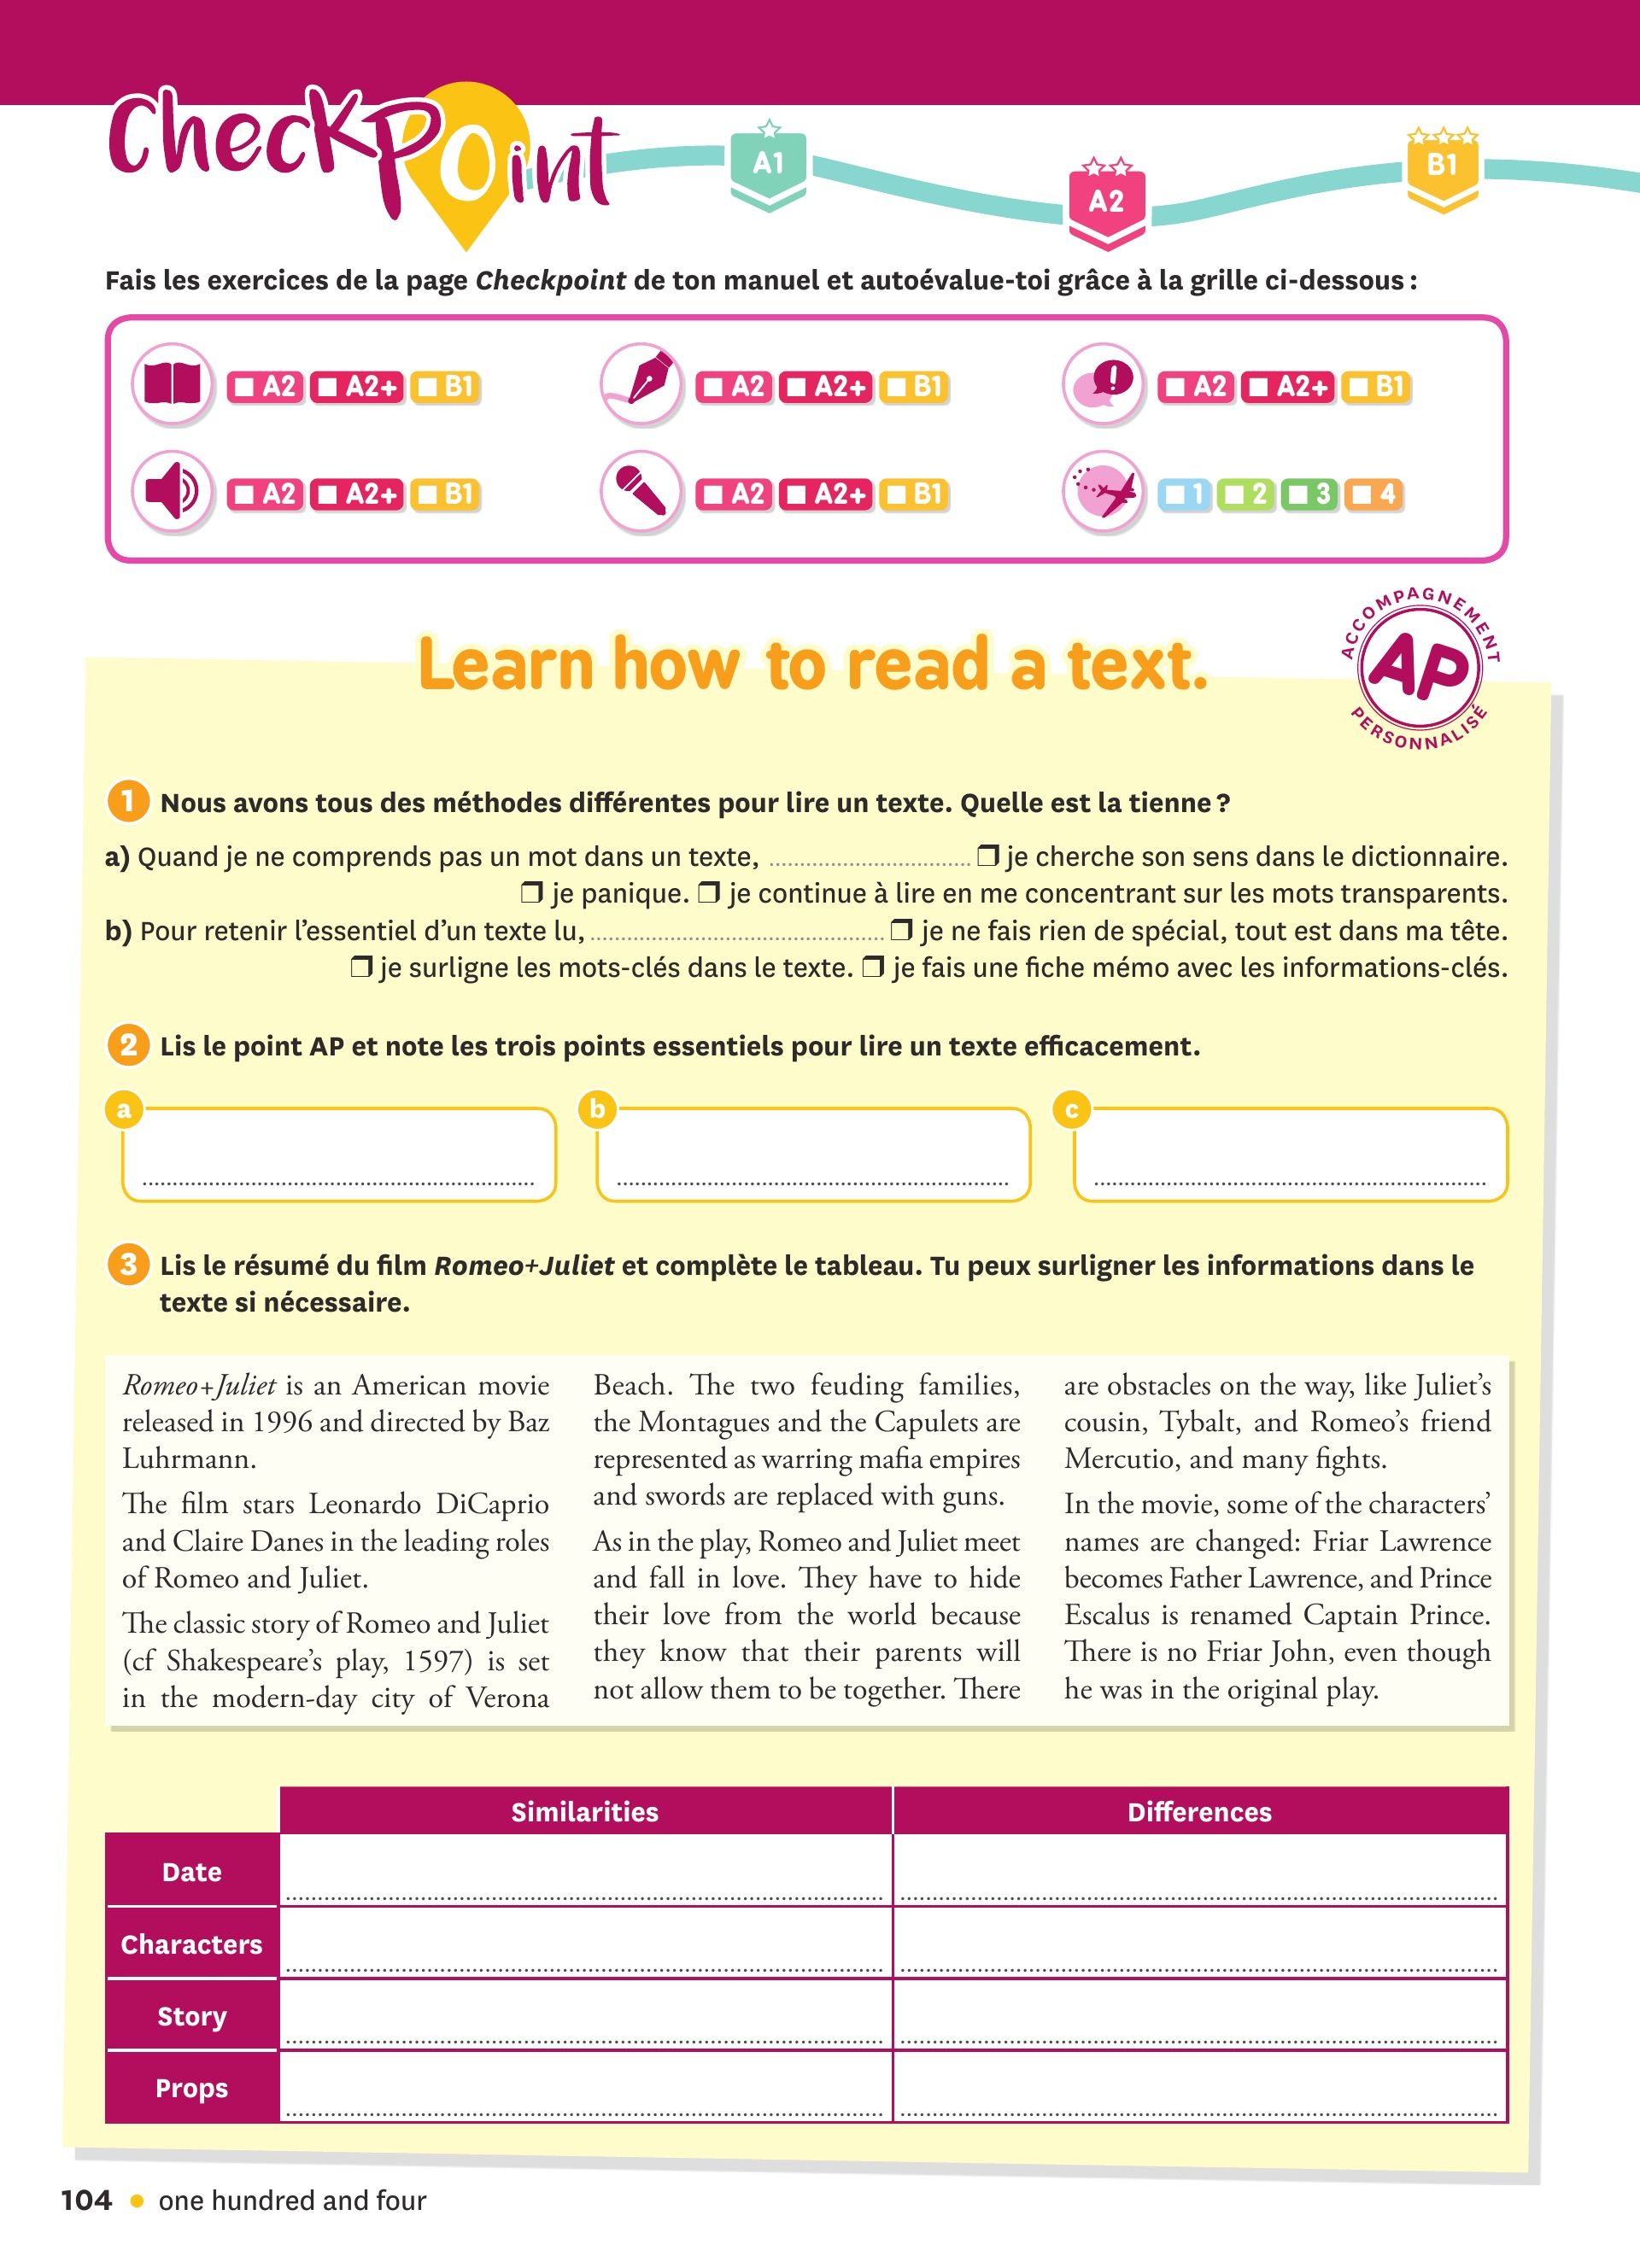 CheckPoint
A1
A2
B1
Fais les exercices de la page Checkpoint de ton manuel et autoévalue-toi grâce à la grille ci-dessous :
A2 A2+ B1
A2 A2+ B1
A2 A2+ B1
A2 A2+ B1
A2 A2+ B1
1 2 3 4
Learn how to read a text.
ACCOMPAGNEMENT
AP
PERSONNALISÉ
1 Nous avons tous des méthodes différentes pour lire un texte. Quelle est la tienne ?
a) Quand je ne comprends pas un mot dans un texte, .................................. ❒ je cherche son sens dans le dictionnaire.
❒ je panique. ❒ je continue à lire en me concentrant sur les mots transparents.
b) Pour retenir l’essentiel d’un texte lu, .................................................. ❒ je ne fais rien de spécial, tout est dans ma tête.
❒ je surligne les mots-clés dans le texte. ❒ je fais une fiche mémo avec les informations-clés.
2 Lis le point AP et note les trois points essentiels pour lire un texte efficacement.
a
b
c
3 Lis le résumé du film Romeo+Juliet et complète le tableau. Tu peux surligner les informations dans le
texte si nécessaire.
Romeo+Juliet is an American movie
released in 1996 and directed by Baz
Luhrmann.
The film stars Leonardo DiCaprio
and Claire Danes in the leading roles
of Romeo and Juliet.
The classic story of Romeo and Juliet
(cf Shakespeare’s play, 1597) is set
in the modern-day city of Verona
Beach. The two feuding families,
the Montagues and the Capulets are
represented as warring mafia empires
and swords are replaced with guns.
As in the play, Romeo and Juliet meet
and fall in love. They have to hide
their love from the world because
they know that their parents will
not allow them to be together. There
are obstacles on the way, like Juliet’s
cousin, Tybalt, and Romeo’s friend
Mercutio, and many fights.
In the movie, some of the characters’
names are changed: Friar Lawrence
becomes Father Lawrence, and Prince
Escalus is renamed Captain Prince.
There is no Friar John, even though
he was in the original play.
Similarities
Differences
Date
Characters
Story
Props
104 • one hundred and four